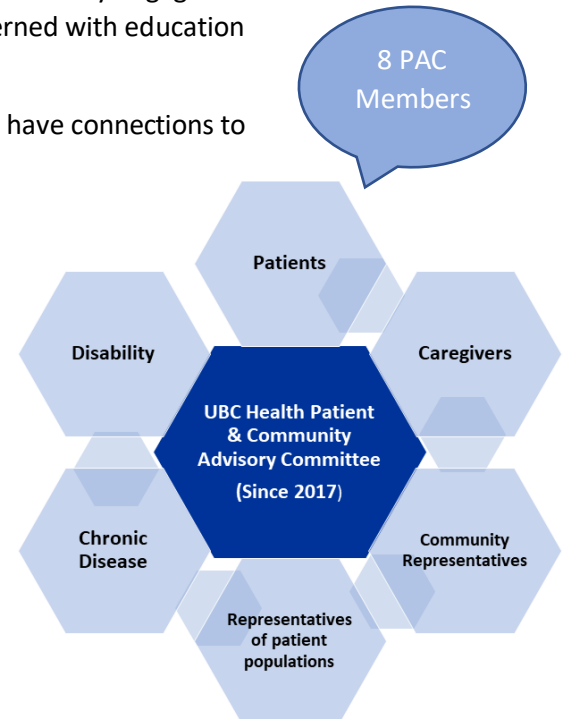 erned with education
8 PAC
Members
have connections to
Patients
Disability
Caregivers
UBC Health Patient
& Community
Advisory Committee
(Since 2017)
Chronic
Disease
Community
Representatives
Representatives
of patient
populations